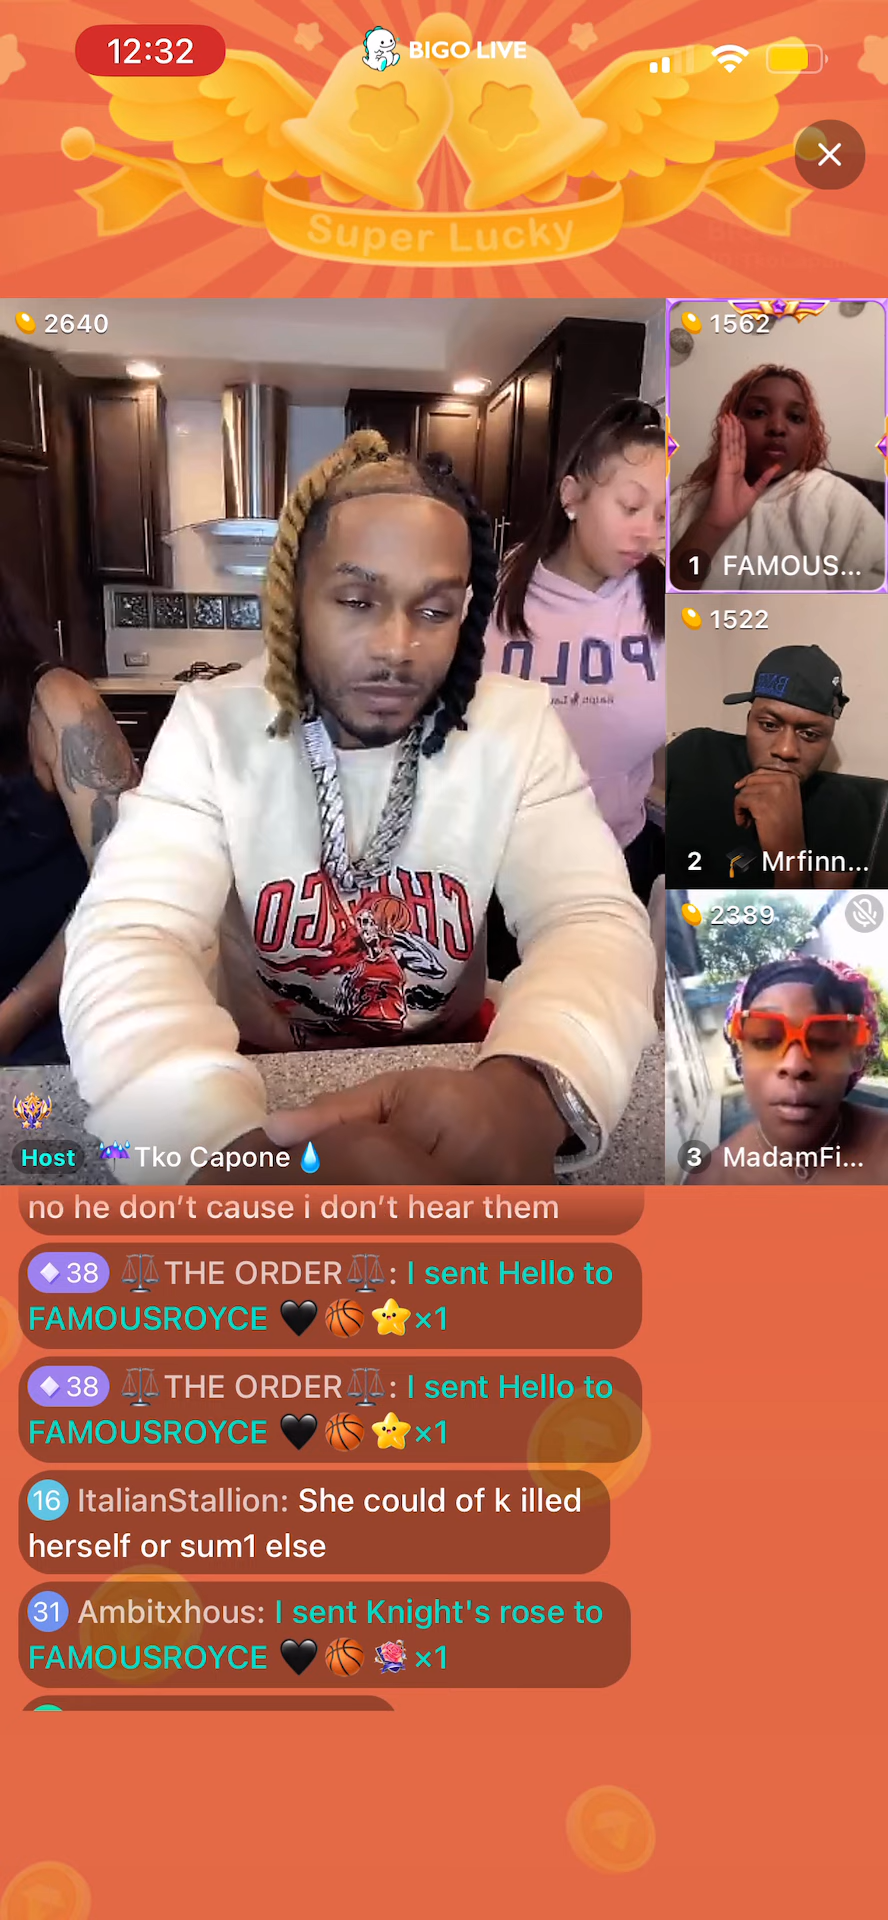 12:32
BIGO LIVE
Super Lucky
2640
1562
1 FAMOUS...
1522
2 🎓 Mrfinn...
2389
3 MadamFi...
POLO
CHICAGO
Host ☔Tko Capone💧
no he don't cause i don't hear them
38 ⚖️THE ORDER⚖️: I sent Hello to
FAMOUSROYCE 🖤🏀⭐×1
38 ⚖️THE ORDER⚖️: I sent Hello to
FAMOUSROYCE 🖤🏀⭐×1
16 ItalianStallion: She could of k illed
herself or sum1 else
31 Ambitxhous: I sent Knight's rose to
FAMOUSROYCE 🖤🏀🌹×1